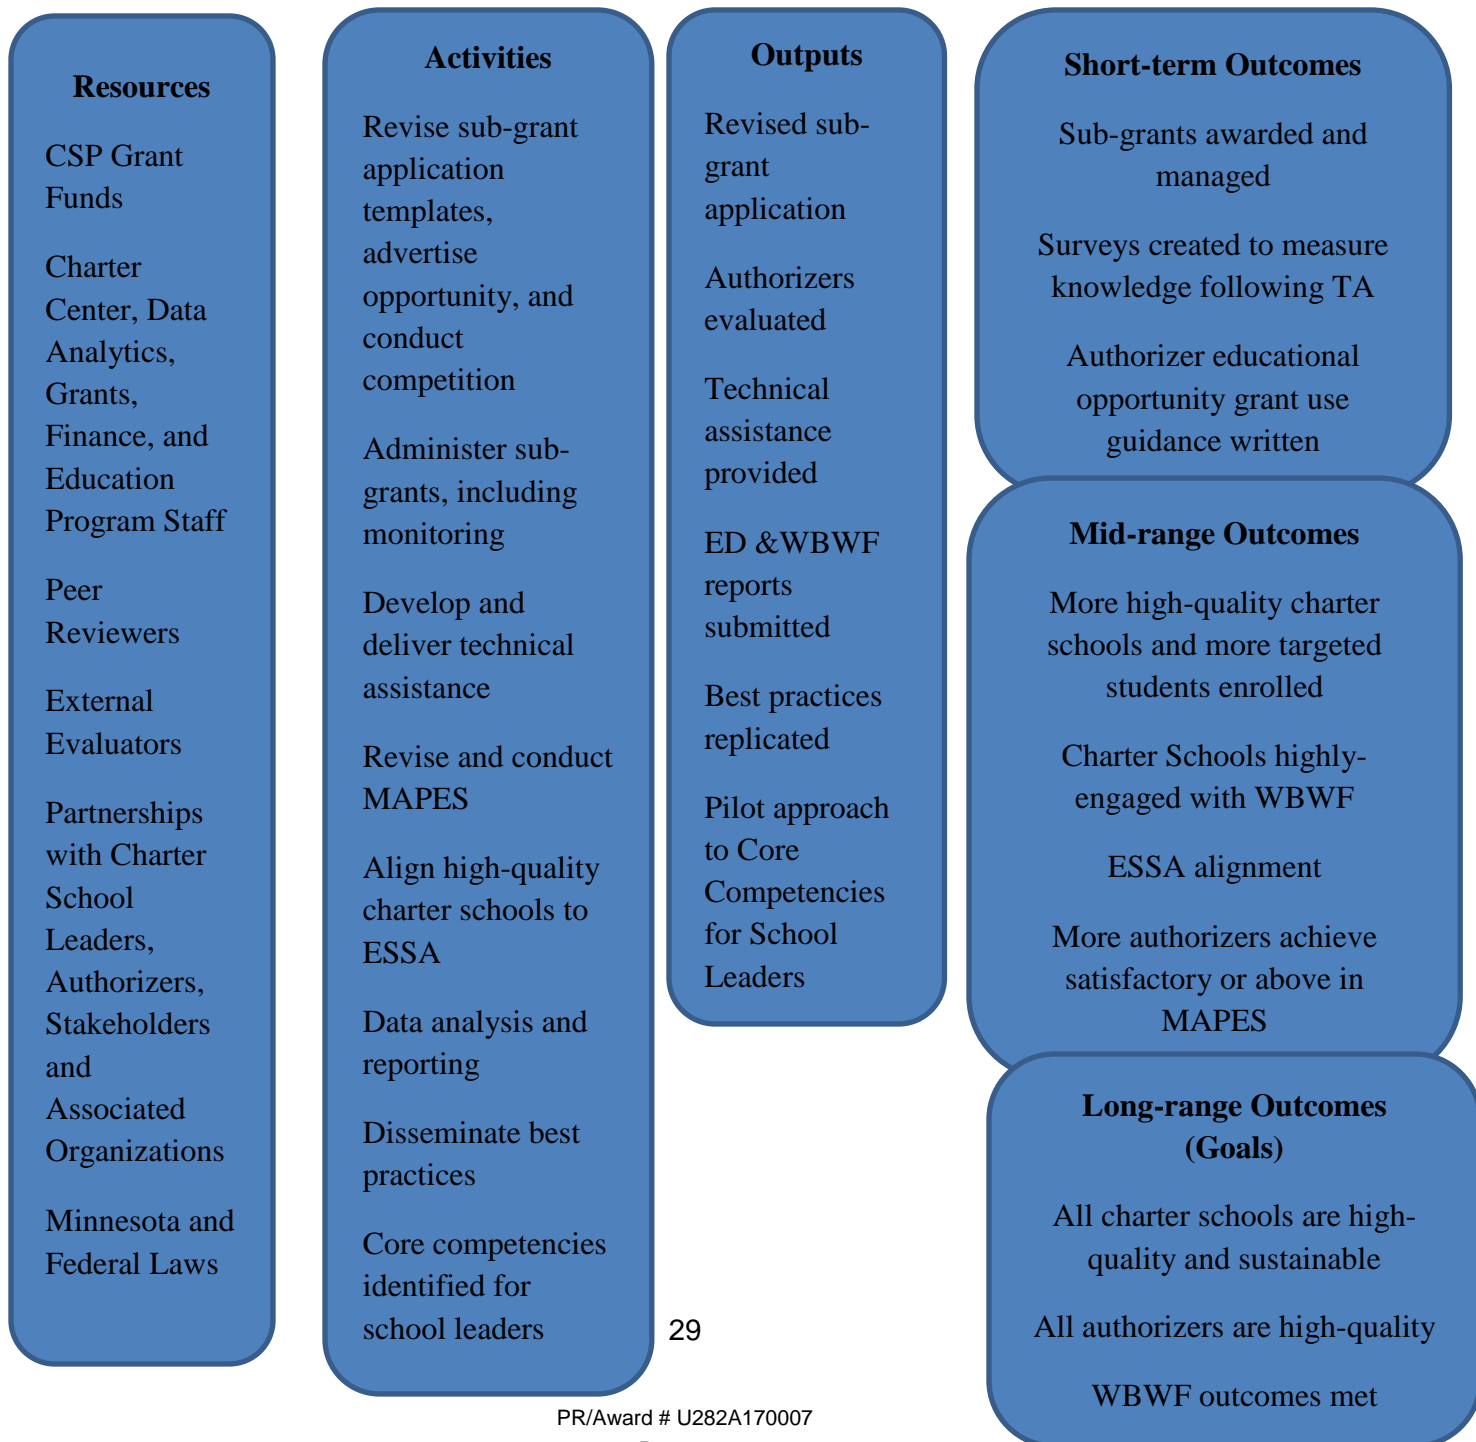 Resources
CSP Grant
Funds
Charter
Center, Data
Analytics,
Grants,
Finance, and
Education
Program Staff
Peer
Reviewers
External
Evaluators
Partnerships
with Charter
School
Leaders,
Authorizers,
Stakeholders
and
Associated
Organizations
Minnesota and
Federal Laws
Activities
Revise sub-grant
application
templates,
advertise
opportunity, and
conduct
competition
Administer sub-
grants, including
monitoring
Develop and
deliver technical
assistance
Revise and conduct
MAPES
Align high-quality
charter schools to
ESSA
Data analysis and
reporting
Disseminate best
practices
Core competencies
identified for
school leaders
Outputs
Revised sub-
grant
application
Authorizers
evaluated
Technical
assistance
provided
ED &WBWF
reports
submitted
Best practices
replicated
Pilot approach
to Core
Competencies
for School
Leaders
Short-term Outcomes
Sub-grants awarded and
managed
Surveys created to measure
knowledge following TA
Authorizer educational
opportunity grant use
guidance written
Mid-range Outcomes
More high-quality charter
schools and more targeted
students enrolled
Charter Schools highly-
engaged with WBWF
ESSA alignment
More authorizers achieve
satisfactory or above in
MAPES
Long-range Outcomes
(Goals)
All charter schools are high-
quality and sustainable
All authorizers are high-quality
WBWF outcomes met
29
PR/Award # U282A170007